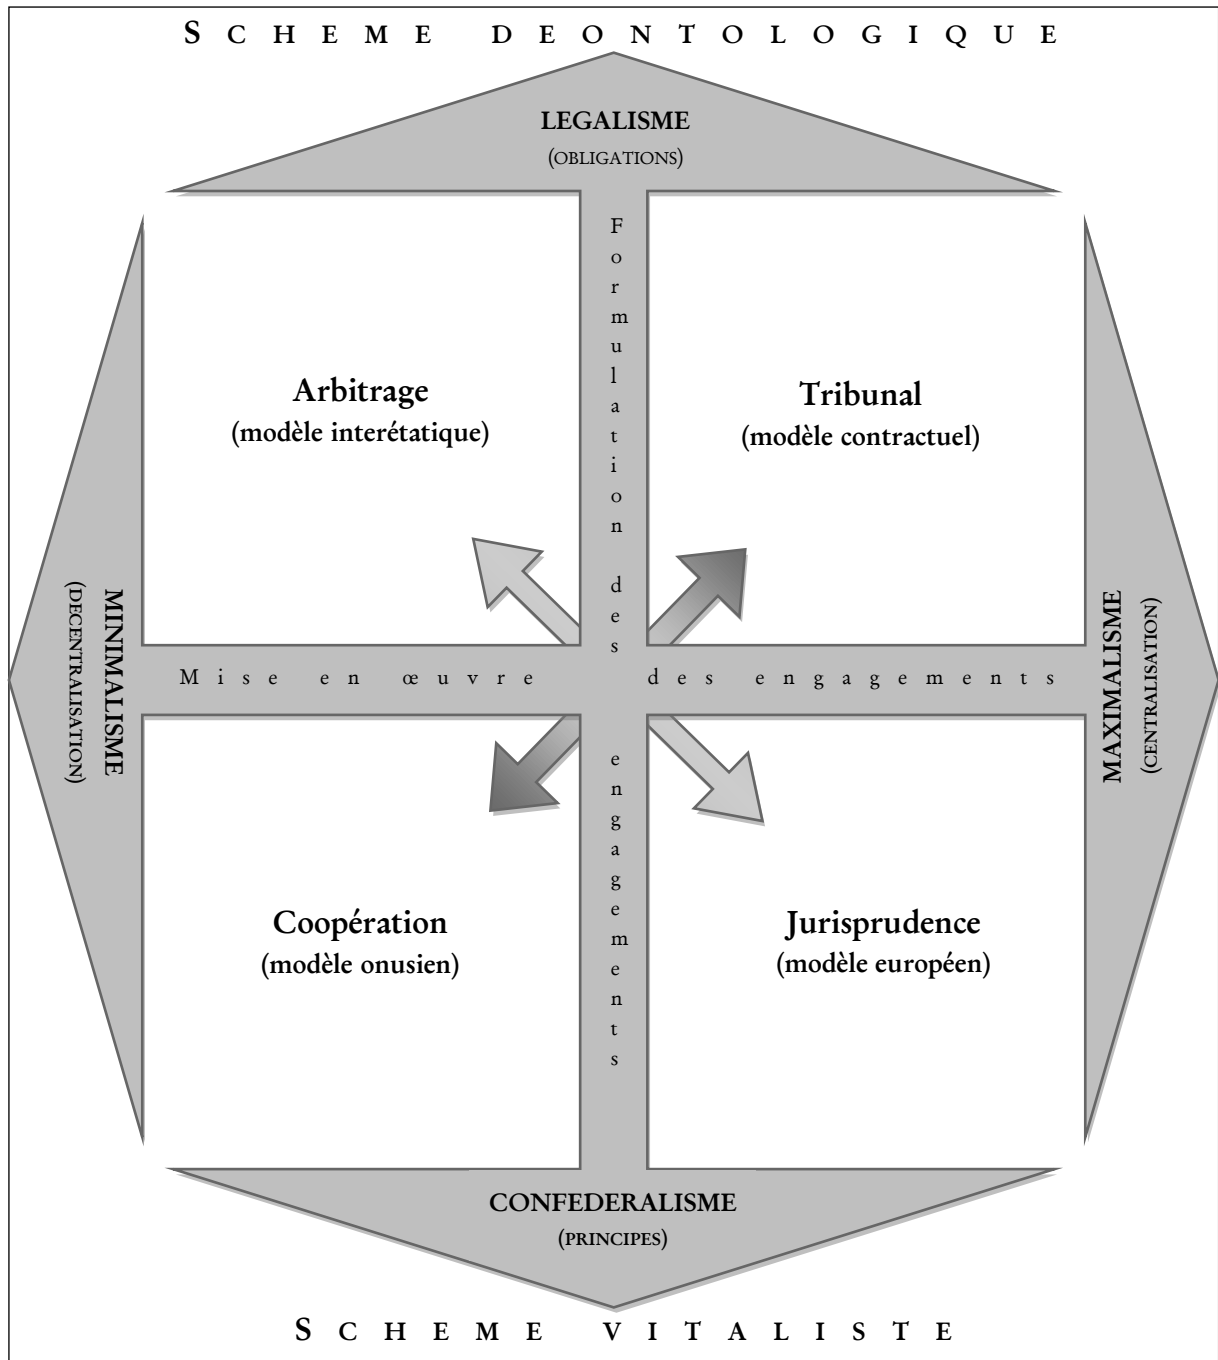 SCHEME DEONTOLOGIQUE
LEGALISME
(OBLIGATIONS)
Formulation des engagements
Arbitrage
(modèle interétatique)
Tribunal
(modèle contractuel)
MINIMALISME
(DECENTRALISATION)
Mise en œuvre des engagements
MAXIMALISME
(CENTRALISATION)
Coopération
(modèle onusien)
Jurisprudence
(modèle européen)
CONFEDERALISME
(PRINCIPES)
SCHEME VITALISTE